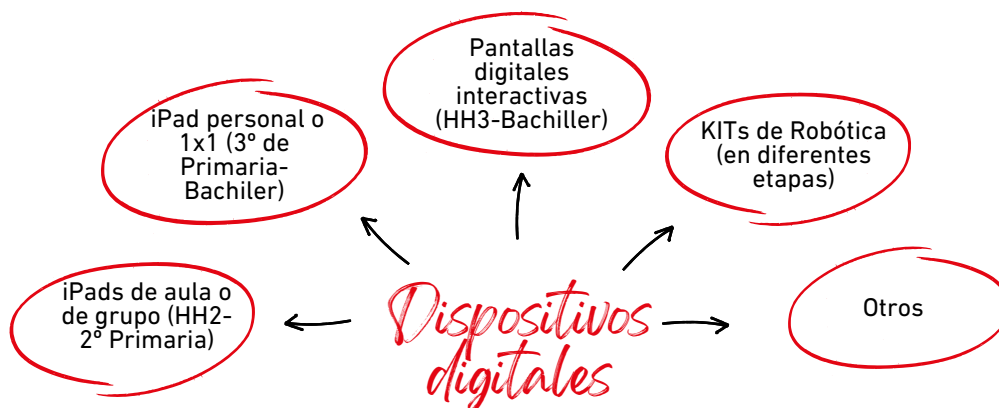 Pantallas
digitales
interactivas
(HH3-Bachiller)
iPad personal o
1x1 (3º de
Primaria-
Bachiler)
KITs de Robótica
(en diferentes
etapas)
iPads de aula o
de grupo (HH2-
2º Primaria)
Otros
Dispositivos
digitales